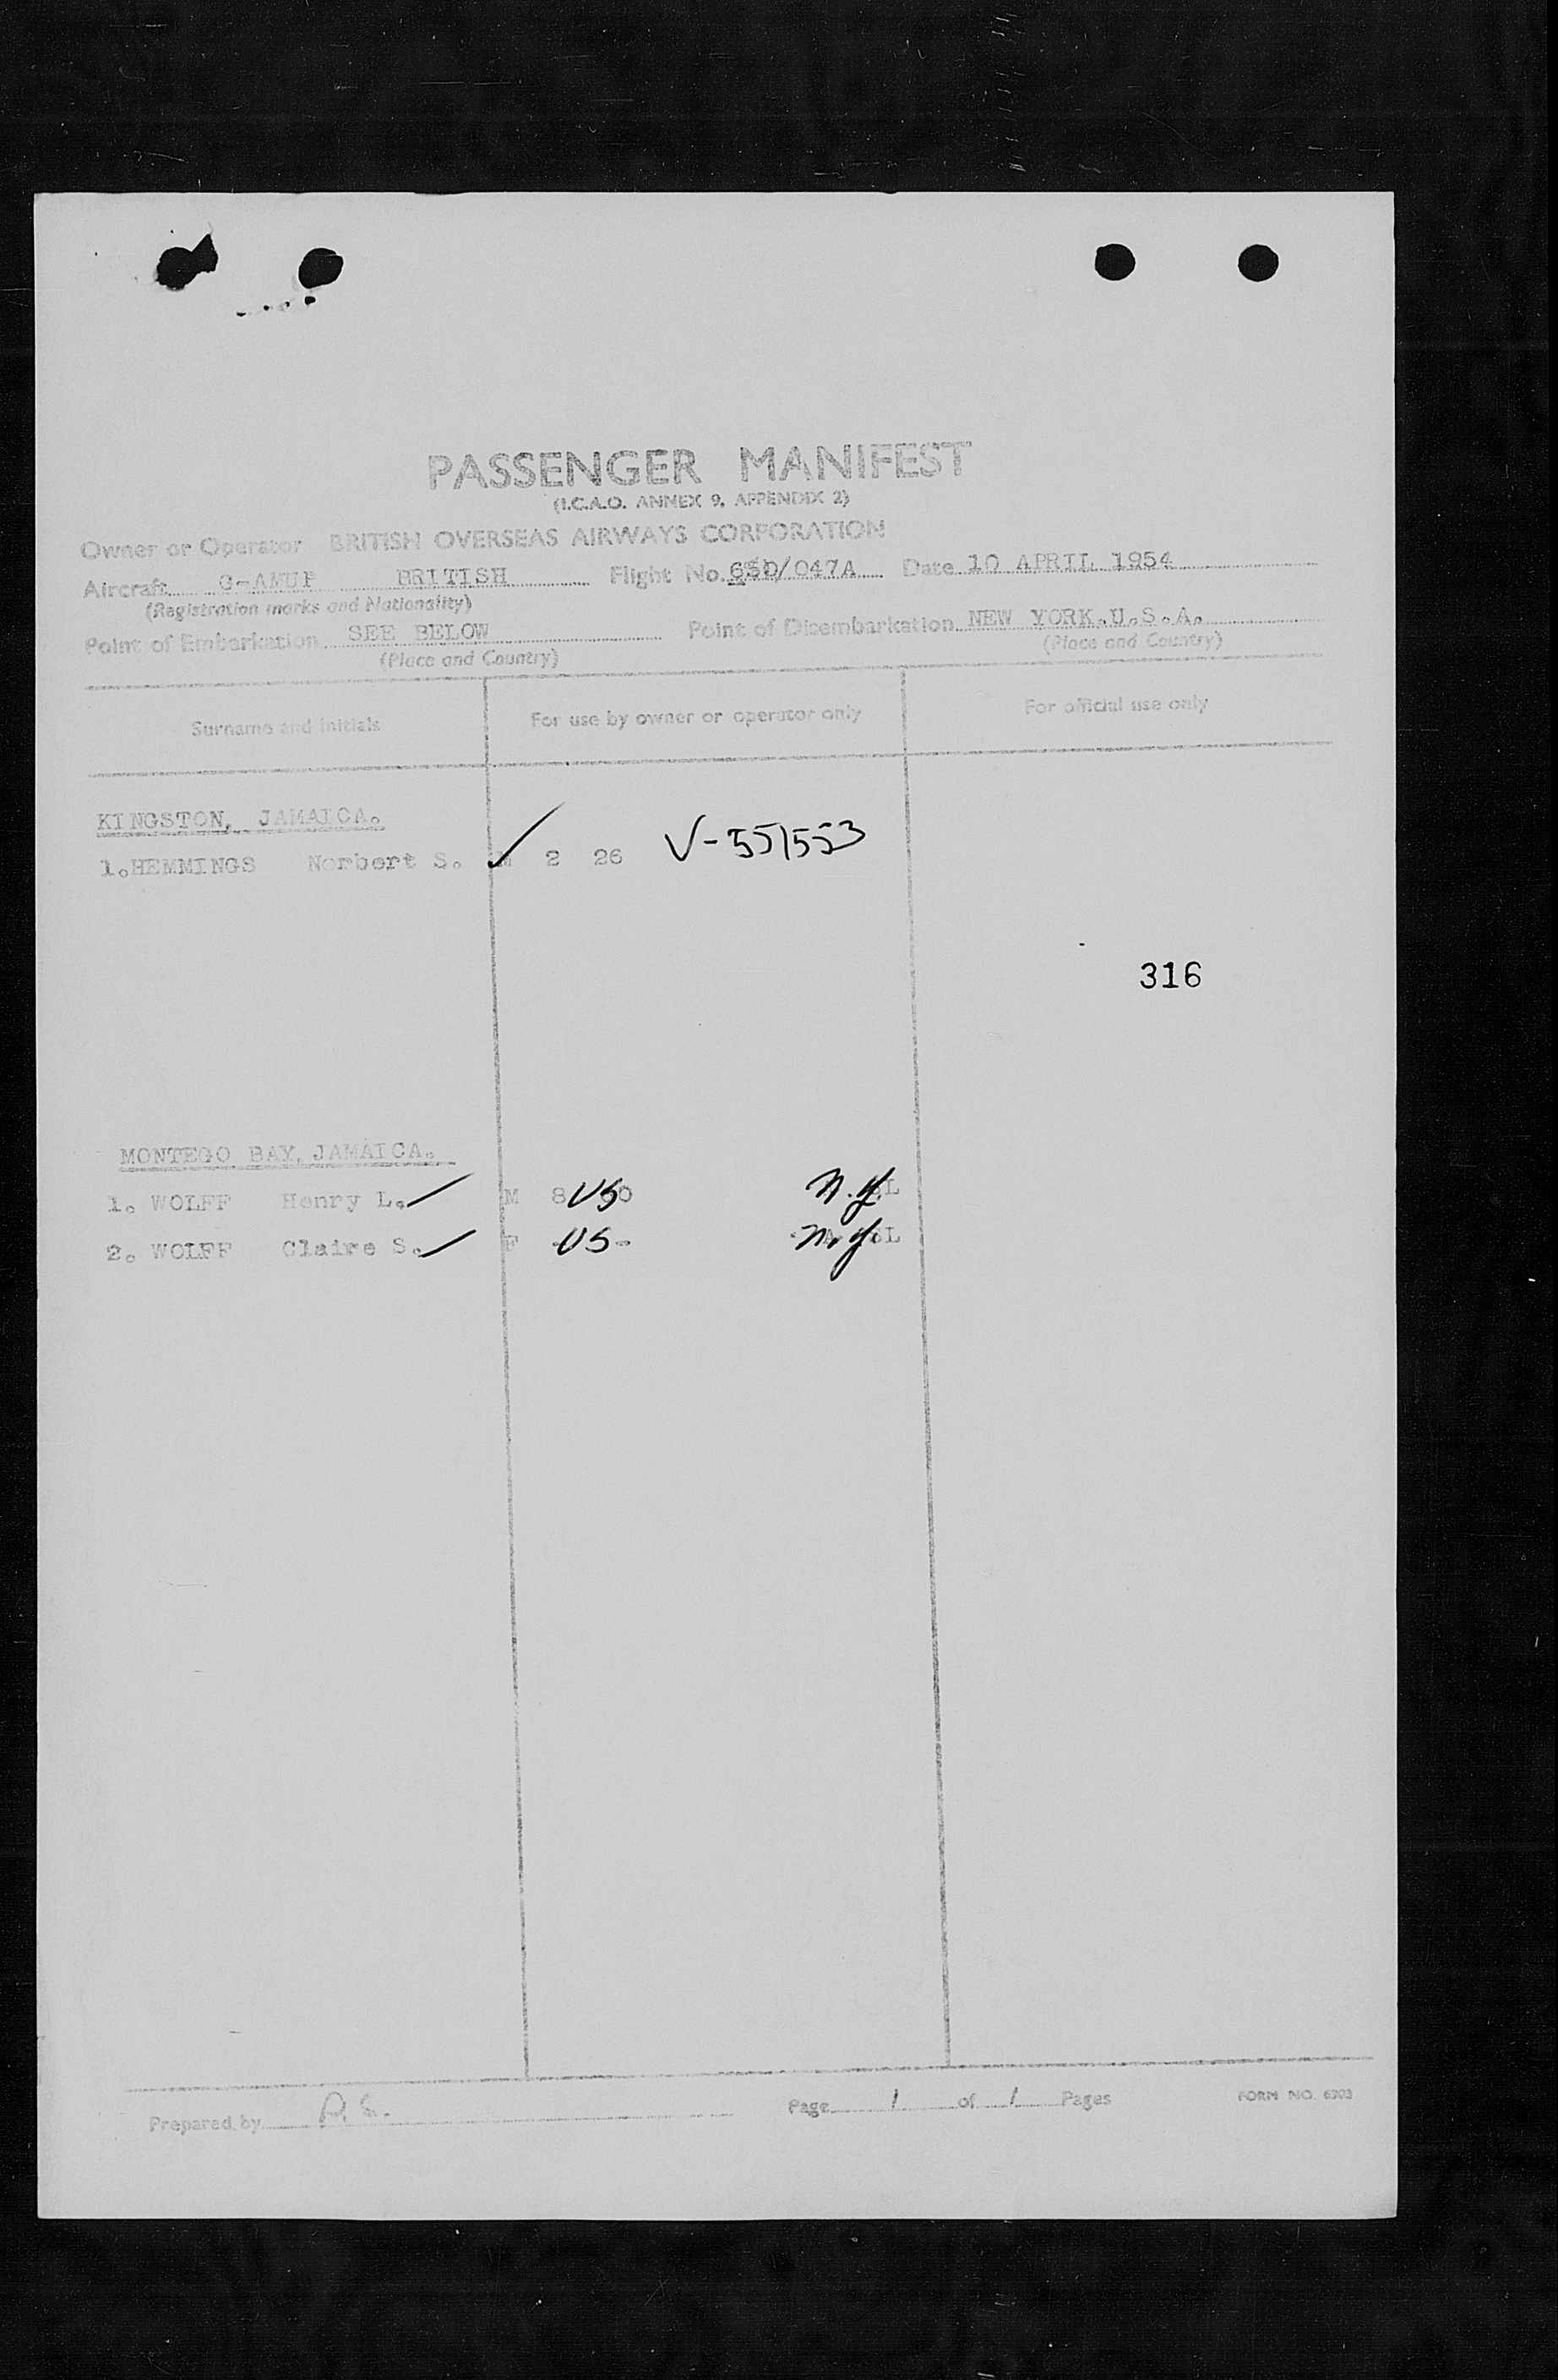 PASSENGER MANIFEST
(I.C.A.O. ANNEX 9, APPENDIX 2)
Owner or Operator BRITISH OVERSEAS AIRWAYS CORPORATION
Aircraft G-AMUP BRITISH Flight No. /047A Date 10 APRIL 1954
(Registration marks and Nationality)
Point of Embarkation SEE BELOW Point of Disembarkation NEW YORK.U.S.A.
(Place and Country) (Place and Country)
Surname and initials For use by owner or operator only For official use only
KINGSTON, JAMAICA.
1.HEMMINGS Norbert S. M 2 26 V-551553
316
MONTEGO BAY, JAMAICA.
1. WOLFF Henry L. M 8 US N.Y.
2. WOLFF Claire S. F US N.Y.
Prepared by Page 1 of 1 Pages FORM NO.